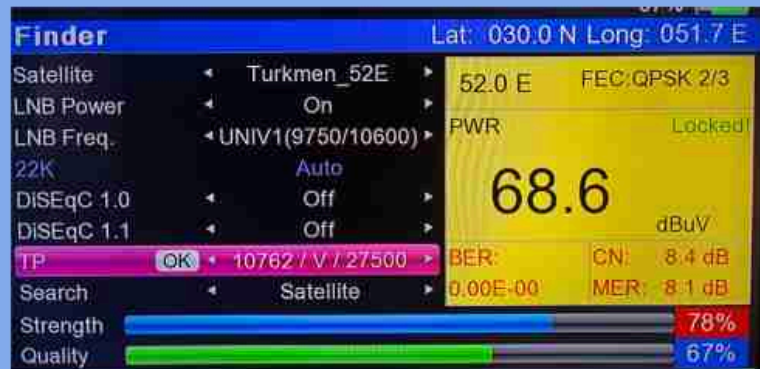 Finder Lat: 030.0 N Long: 051.7 E
Satellite Turkmen_52E
LNB Power On
LNB Freq. UNIV1(9750/10600)
22K Auto
DiSEqC 1.0 Off
DiSEqC 1.1 Off
TP OK 10762 / V / 27500
Search Satellite
52.0 E FEC:QPSK 2/3
PWR Locked!
68.6
dBuV
BER: CN: 8.4 dB
0.00E-00 MER: 8.1 dB
Strength 78%
Quality 67%